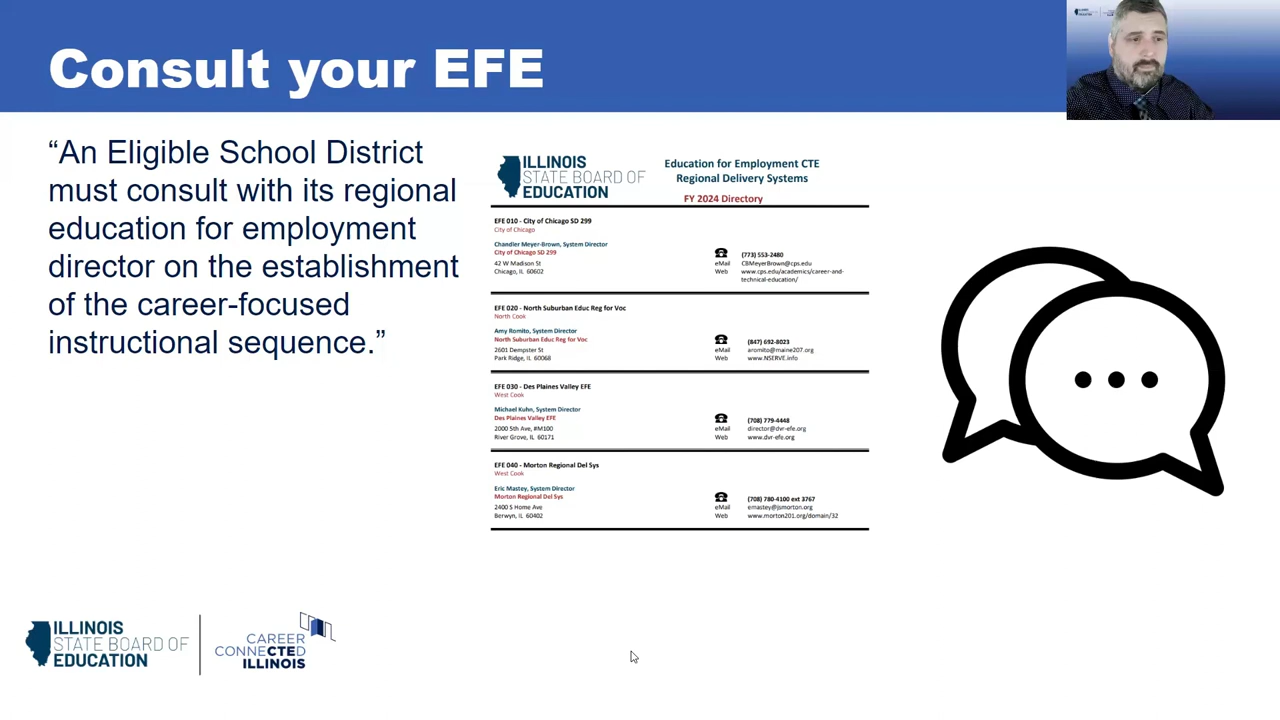 Consult your EFE
“An Eligible School District
must consult with its regional
education for employment
director on the establishment
of the career-focused
instructional sequence.”
ILLINOIS
STATE BOARD OF
EDUCATION
Education for Employment CTE
Regional Delivery Systems
FY 2024 Directory
EFE 010 - City of Chicago SD 299
City of Chicago
Chandler Meyer-Brown, System Director
City of Chicago SD 299
42 W Madison St
Chicago, IL 60602
(773) 553-2480
eMail CBMeyerBrown@cps.edu
Web www.cps.edu/academics/career-and-
technical-education/
EFE 020 - North Suburban Educ Reg for Voc
North Cook
Amy Romito, System Director
North Suburban Educ Reg for Voc
2601 Dempster St
Park Ridge, IL 60068
(847) 692-8023
eMail aromito@maine207.org
Web www.NSERVE.info
EFE 030 - Des Plaines Valley EFE
West Cook
Michael Kuhn, System Director
Des Plaines Valley EFE
2000 5th Ave, #M100
River Grove, IL 60171
(708) 779-4448
eMail director@dvr-efe.org
Web www.dvr-efe.org
EFE 040 - Morton Regional Del Sys
West Cook
Eric Mastey, System Director
Morton Regional Del Sys
2400 S Home Ave
Berwyn, IL 60402
(708) 780-4100 ext 3767
eMail emastey@jsmorton.org
Web www.morton201.org/domain/32
ILLINOIS
STATE BOARD OF
EDUCATION
CAREER
CONNECTED
ILLINOIS